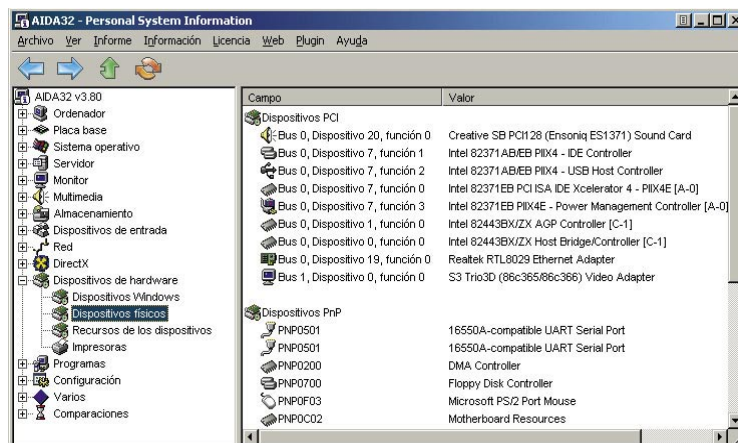 AIDA32 - Personal System Information
Archivo Ver Informe Información Licencia Web Plugin Ayuda
AIDA32 v3.80
Ordenador
Placa base
Sistema operativo
Servidor
Monitor
Multimedia
Almacenamiento
Dispositivos de entrada
Red
DirectX
Dispositivos de hardware
Dispositivos Windows
Dispositivos físicos
Recursos de los dispositivos
Impresoras
Programas
Configuración
Varios
Comparaciones
Campo Valor
Dispositivos PCI
Bus 0, Dispositivo 20, función 0 Creative SB PCI128 (Ensoniq ES1371) Sound Card
Bus 0, Dispositivo 7, función 1 Intel 82371AB/EB PIIX4 - IDE Controller
Bus 0, Dispositivo 7, función 2 Intel 82371AB/EB PIIX4 - USB Host Controller
Bus 0, Dispositivo 7, función 0 Intel 82371EB PCI ISA IDE Xcelerator 4 - PIIX4E [A-0]
Bus 0, Dispositivo 7, función 3 Intel 82371EB PIIX4E - Power Management Controller [A-0]
Bus 0, Dispositivo 1, función 0 Intel 82443BX/ZX AGP Controller [C-1]
Bus 0, Dispositivo 0, función 0 Intel 82443BX/ZX Host Bridge/Controller [C-1]
Bus 0, Dispositivo 19, función 0 Realtek RTL8029 Ethernet Adapter
Bus 1, Dispositivo 0, función 0 S3 Trio3D (86c365/86c366) Video Adapter
Dispositivos PnP
PNP0501 16550A-compatible UART Serial Port
PNP0501 16550A-compatible UART Serial Port
PNP0200 DMA Controller
PNP0700 Floppy Disk Controller
PNP0F03 Microsoft PS/2 Port Mouse
PNP0C02 Motherboard Resources